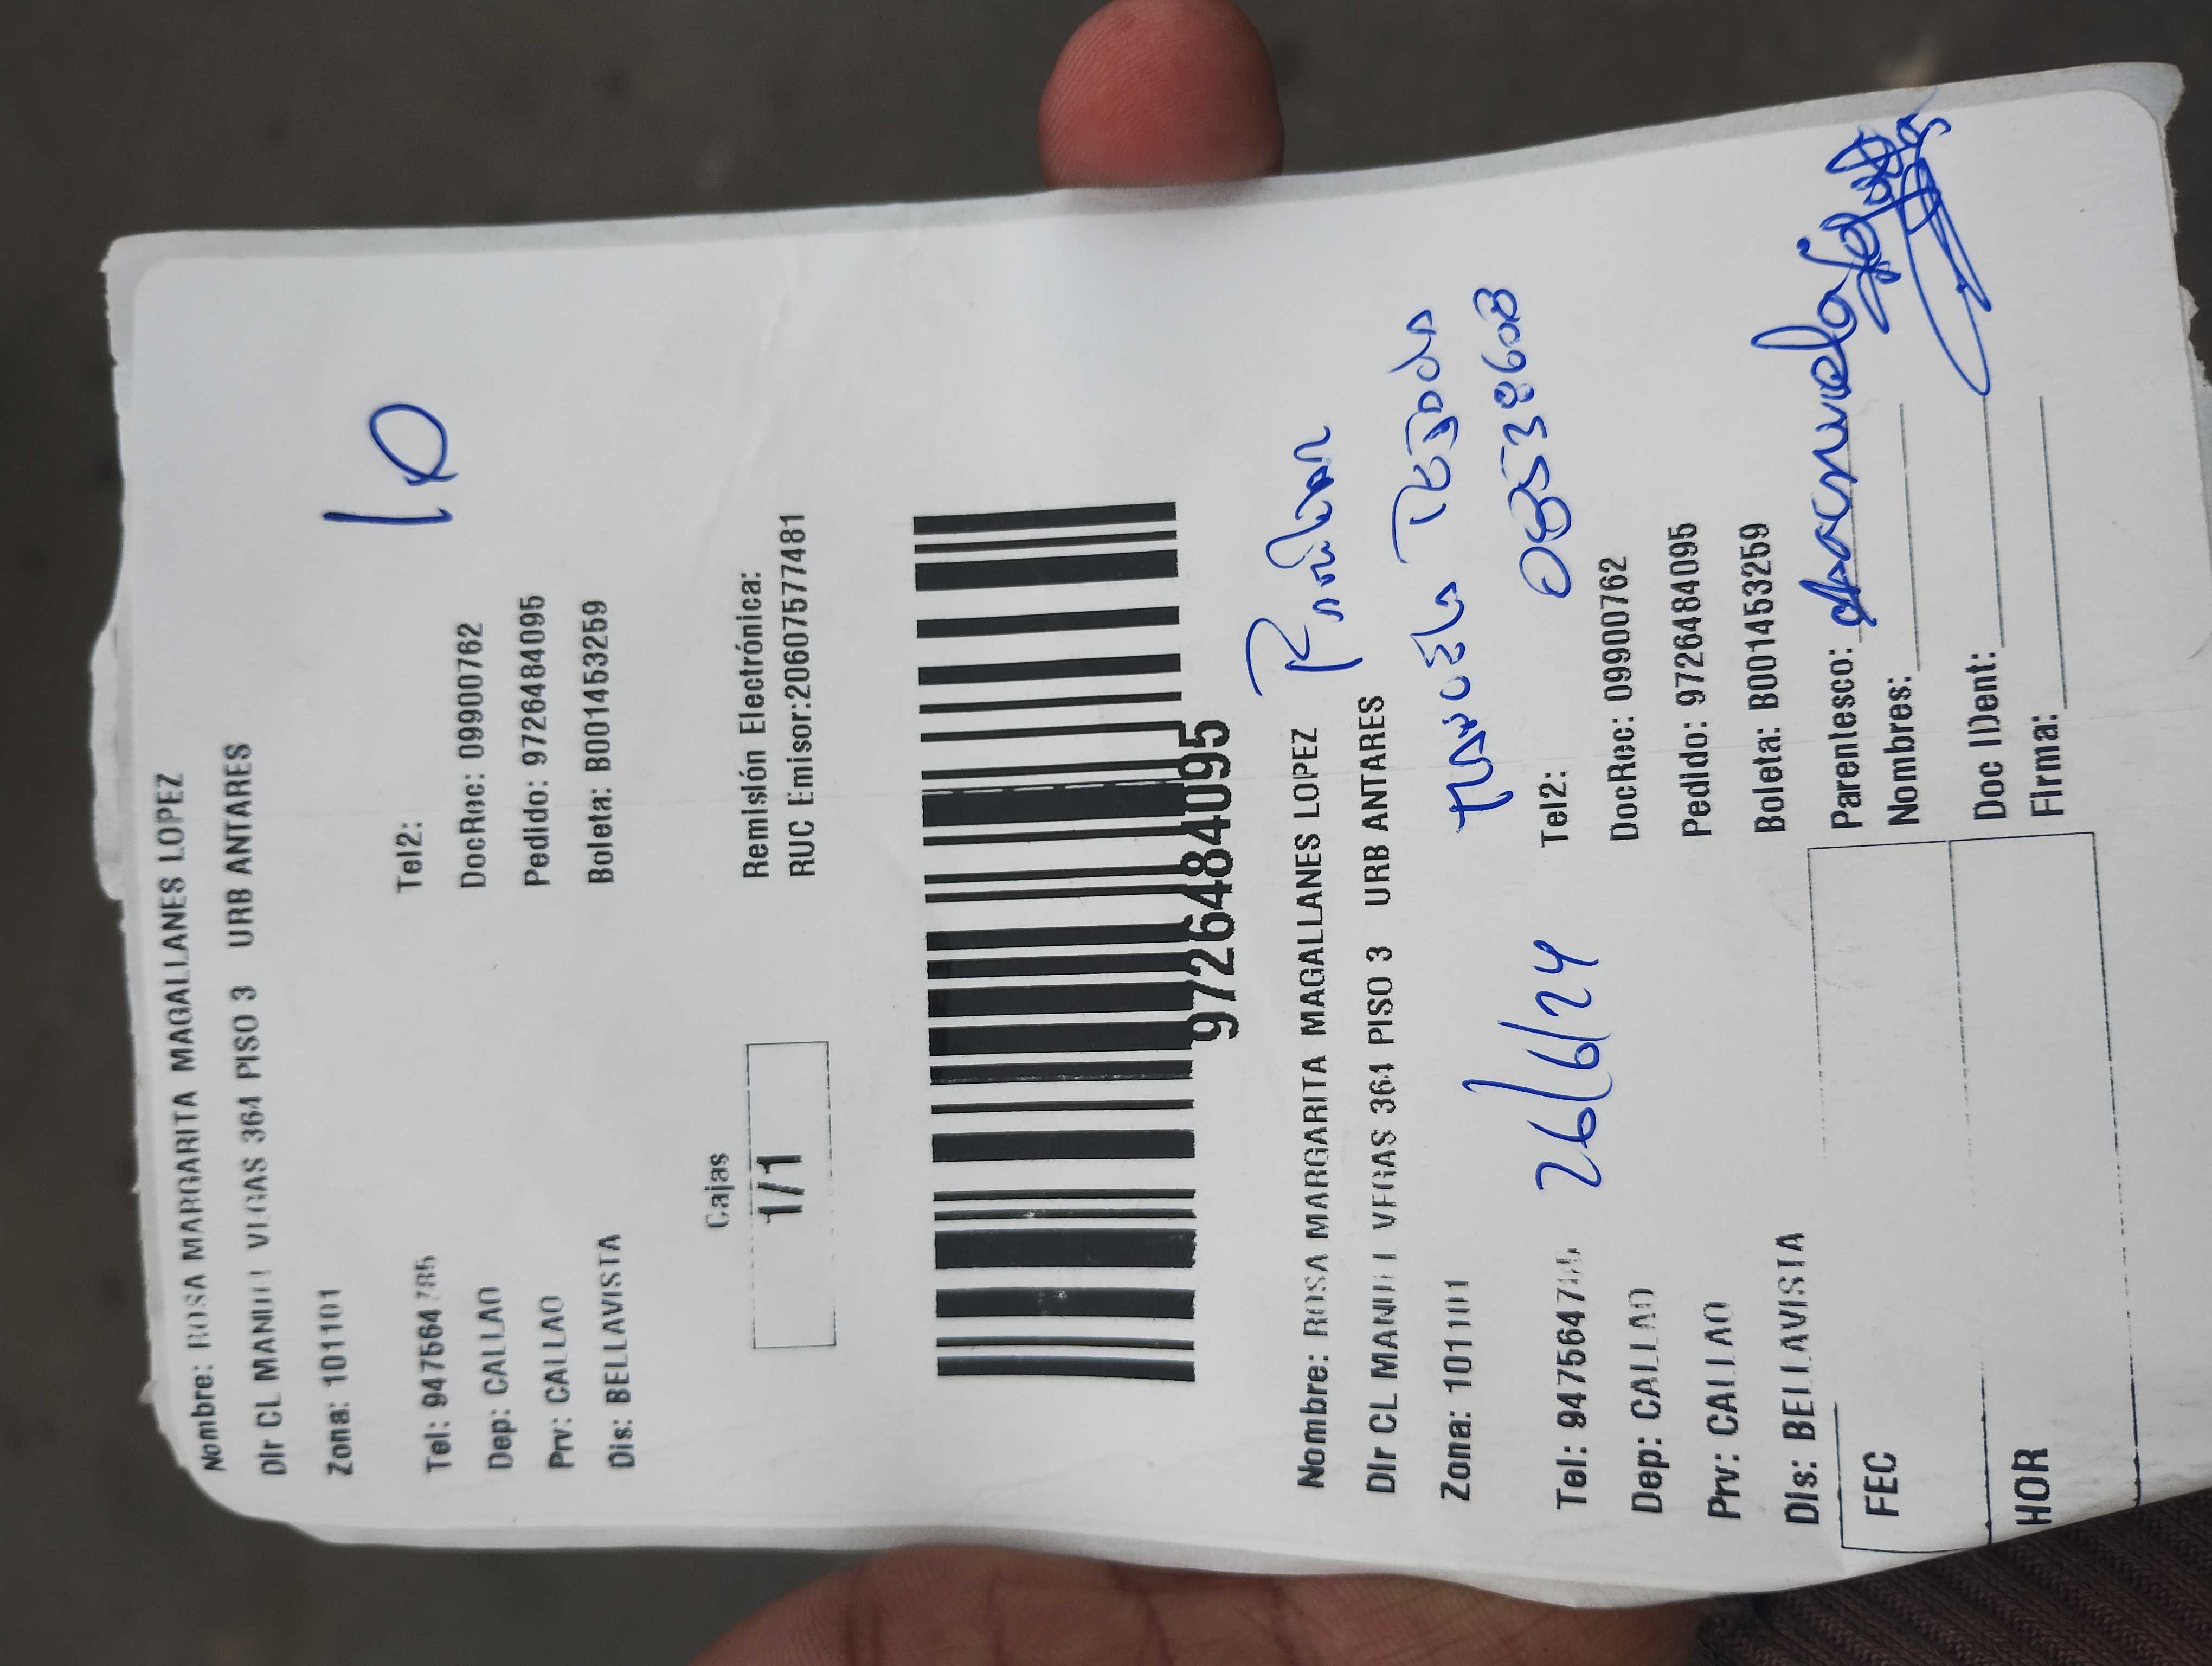 Nombre: ROSA MARGARITA MAGALLANES LOPEZ
Dir CL MANUEL VEGAS 364 PISO 3 URB ANTARES
Zona: 101101
10
Tel: 947564785 Tel2:
Dep: CALLAO DocRec: 09900762
Prv: CALLAO Pedido: 9726484095
Dis: BELLAVISTA Boleta: B001453259
Cajas
1/1
Remisión Electrónica:
RUC Emisor:20607577481
9726484095
Nombre: ROSA MARGARITA MAGALLANES LOPEZ
Dir CL MANUEL VEGAS 364 PISO 3 URB ANTARES
Zona: 101101
26/6/24
Tel: 947564785 Tel2:
Dep: CALLAO DocRec: 09900762
Prv: CALLAO Pedido: 9726484095
Dis: BELLAVISTA Boleta: B001453259
FEC
HOR
Parentesco:
Nombres:
Doc IDent:
Firma: